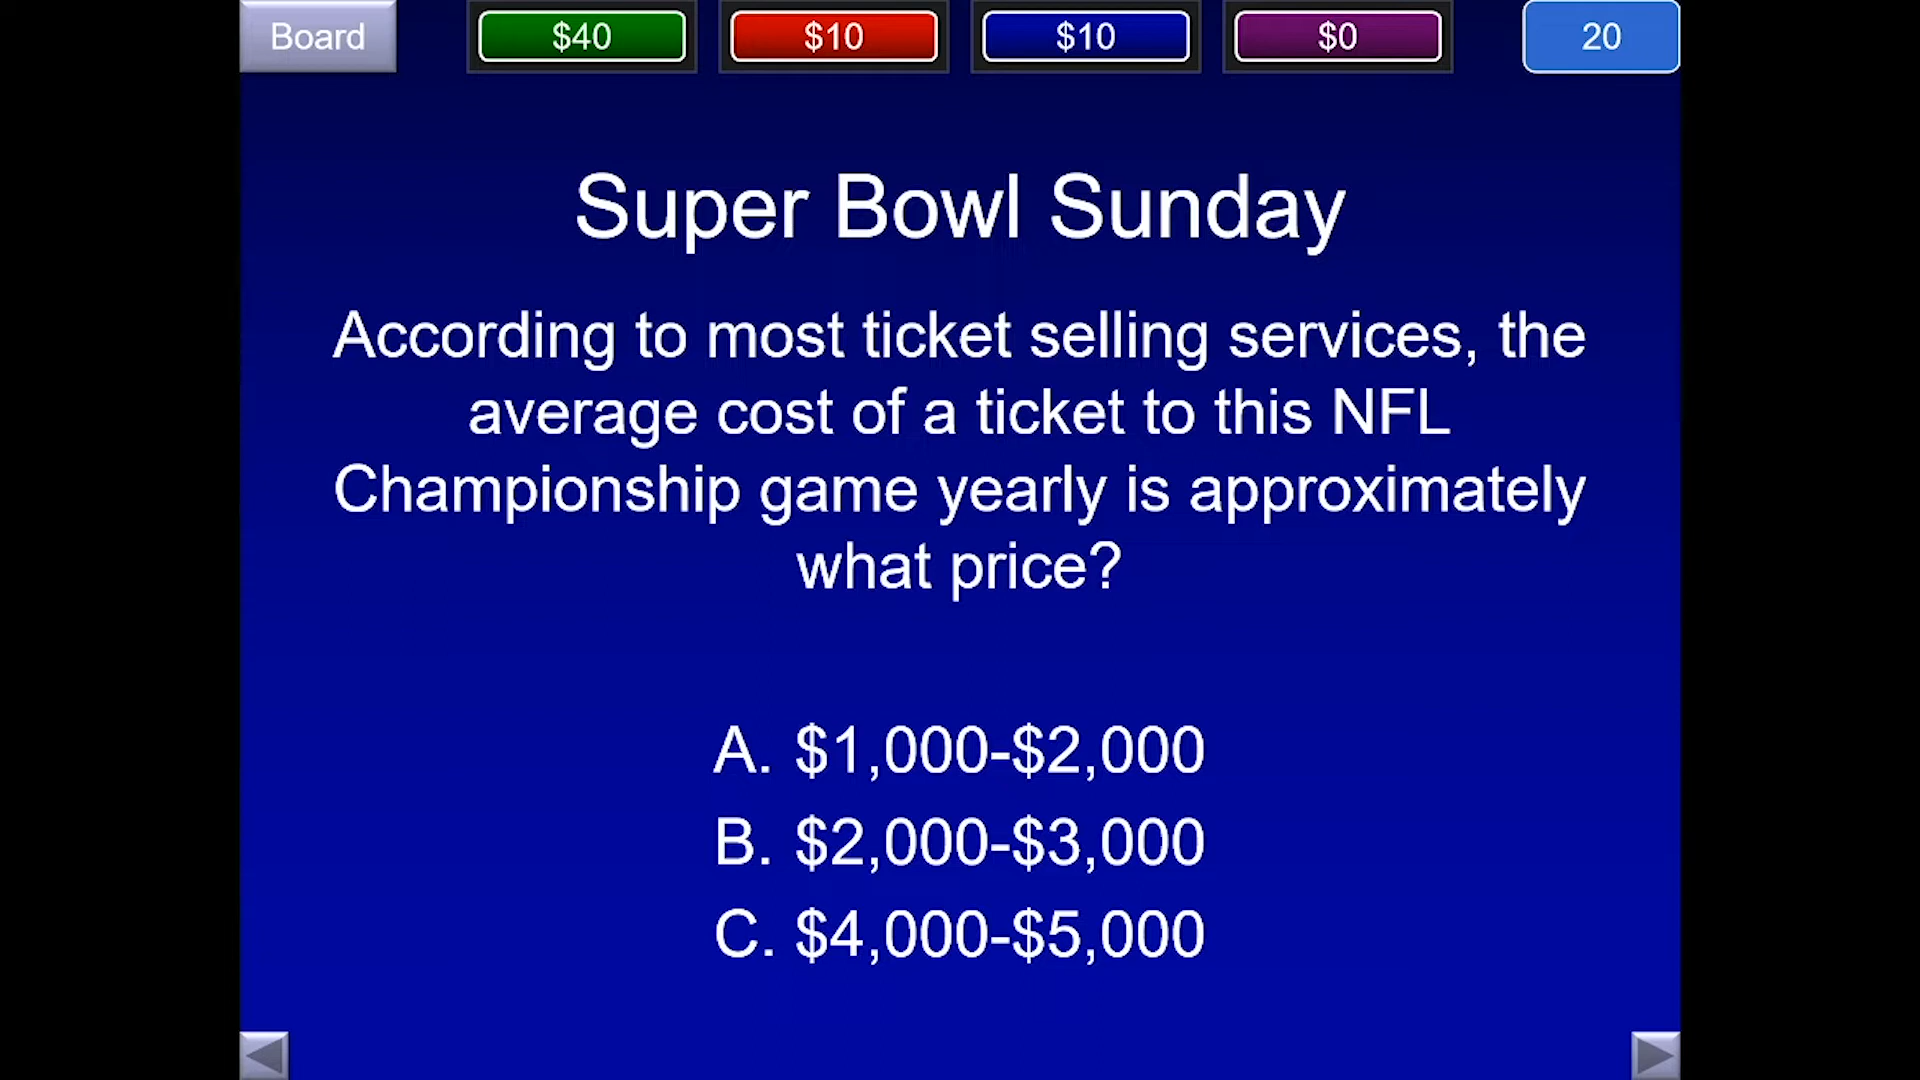 Board
$40
$10
$10
$0
20
Super Bowl Sunday
According to most ticket selling services, the
average cost of a ticket to this NFL
Championship game yearly is approximately
what price?
A. $1,000-$2,000
B. $2,000-$3,000
C. $4,000-$5,000